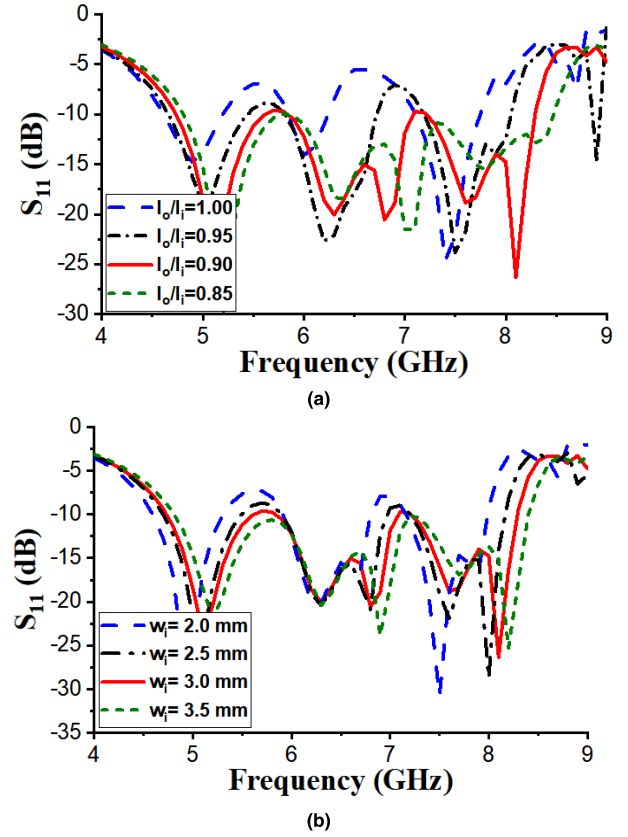 0
-5
-10
-15
-20
-25
-30
S11 (dB)
lo/li=1.00
lo/li=0.95
lo/li=0.90
lo/li=0.85
4 5 6 7 8 9
Frequency (GHz)
(a)
0
-5
-10
-15
-20
-25
-30
-35
S11 (dB)
wi= 2.0 mm
wi= 2.5 mm
wi= 3.0 mm
wi= 3.5 mm
4 5 6 7 8 9
Frequency (GHz)
(b)